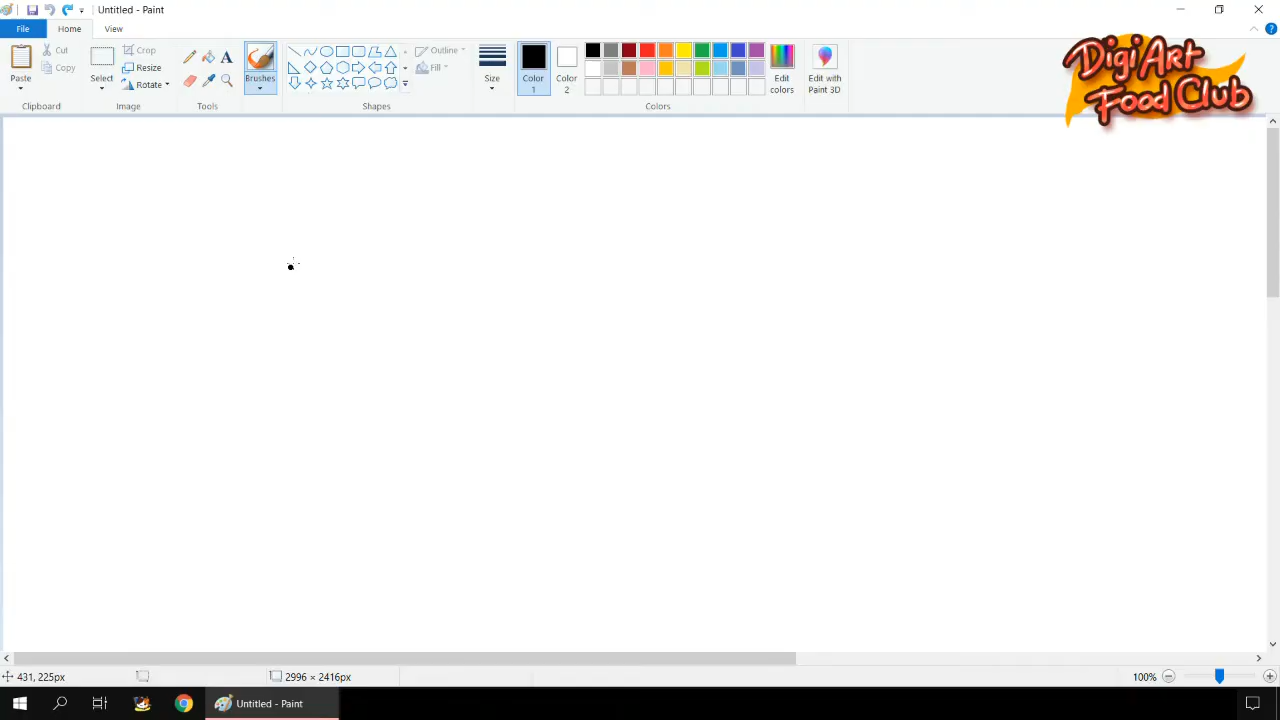 Untitled - Paint
File
Home
View
Paste
Cut
Copy
Clipboard
Select
Crop
Resize
Rotate
Image
A
Tools
Brushes
Outline
Fill
Shapes
Size
Color
1
Color
2
Edit
colors
Colors
Edit with
Paint 3D
Digi Art
Food Club
431, 225px
2996 × 2416px
100%
Untitled - Paint